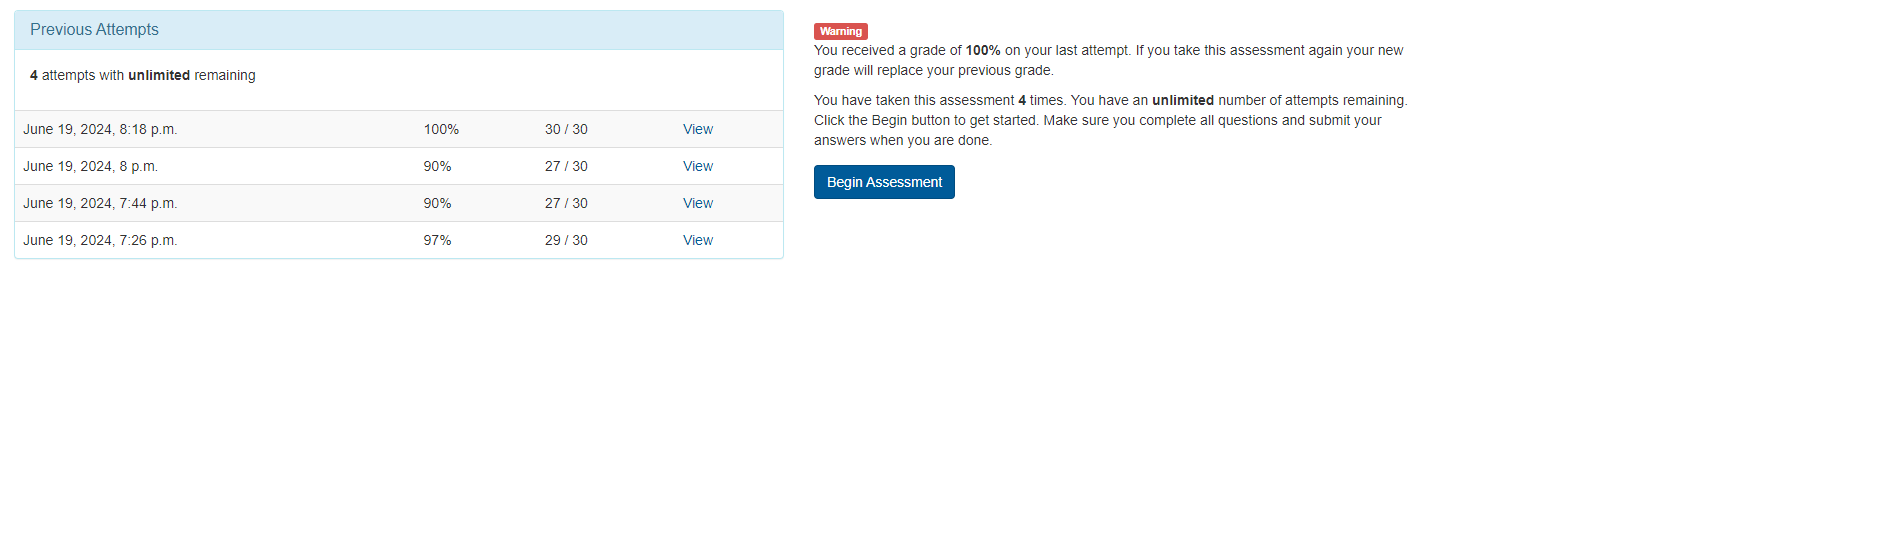 Previous Attempts
4 attempts with unlimited remaining
June 19, 2024, 8:18 p.m. 100% 30 / 30 View
June 19, 2024, 8 p.m. 90% 27 / 30 View
June 19, 2024, 7:44 p.m. 90% 27 / 30 View
June 19, 2024, 7:26 p.m. 97% 29 / 30 View
Warning
You received a grade of 100% on your last attempt. If you take this assessment again your new
grade will replace your previous grade.
You have taken this assessment 4 times. You have an unlimited number of attempts remaining.
Click the Begin button to get started. Make sure you complete all questions and submit your
answers when you are done.
Begin Assessment